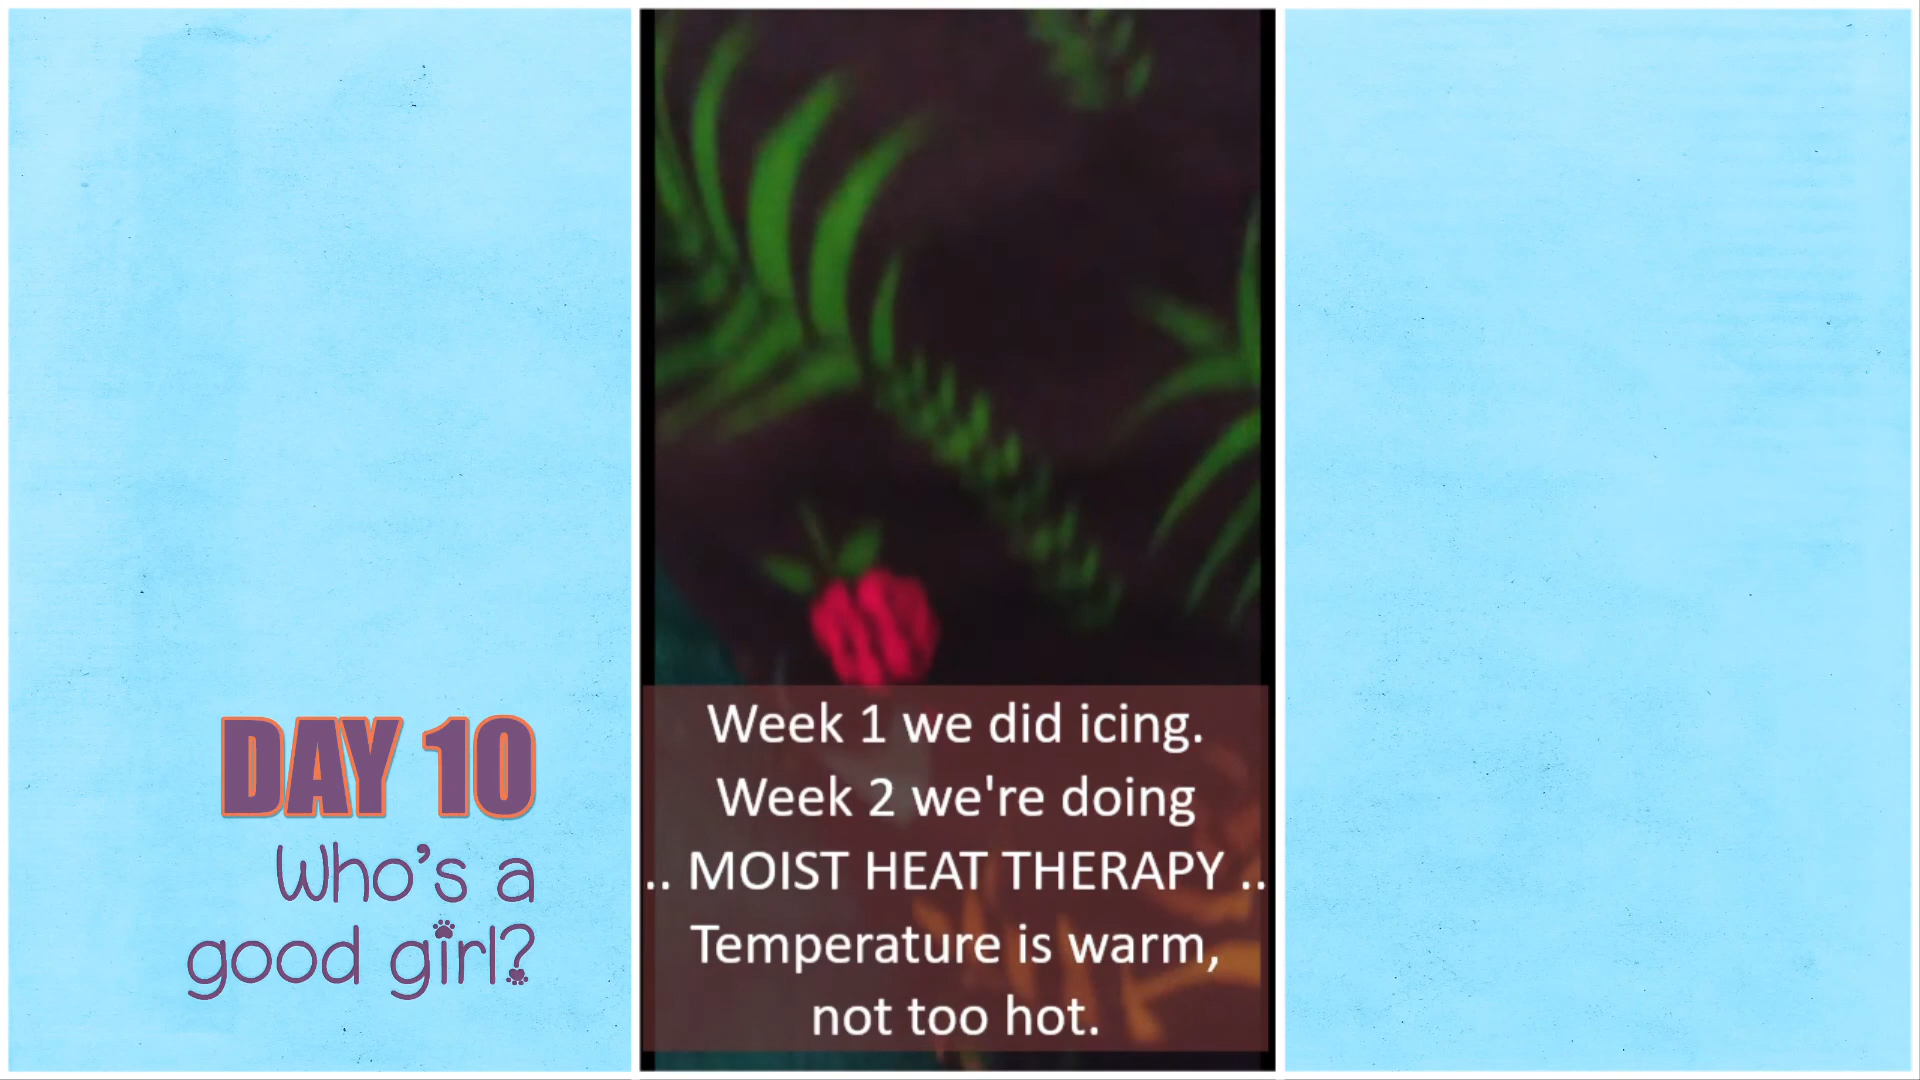 DAY 10
Who's a
good girl?
Week 1 we did icing.
Week 2 we're doing
.. MOIST HEAT THERAPY ..
Temperature is warm,
not too hot.